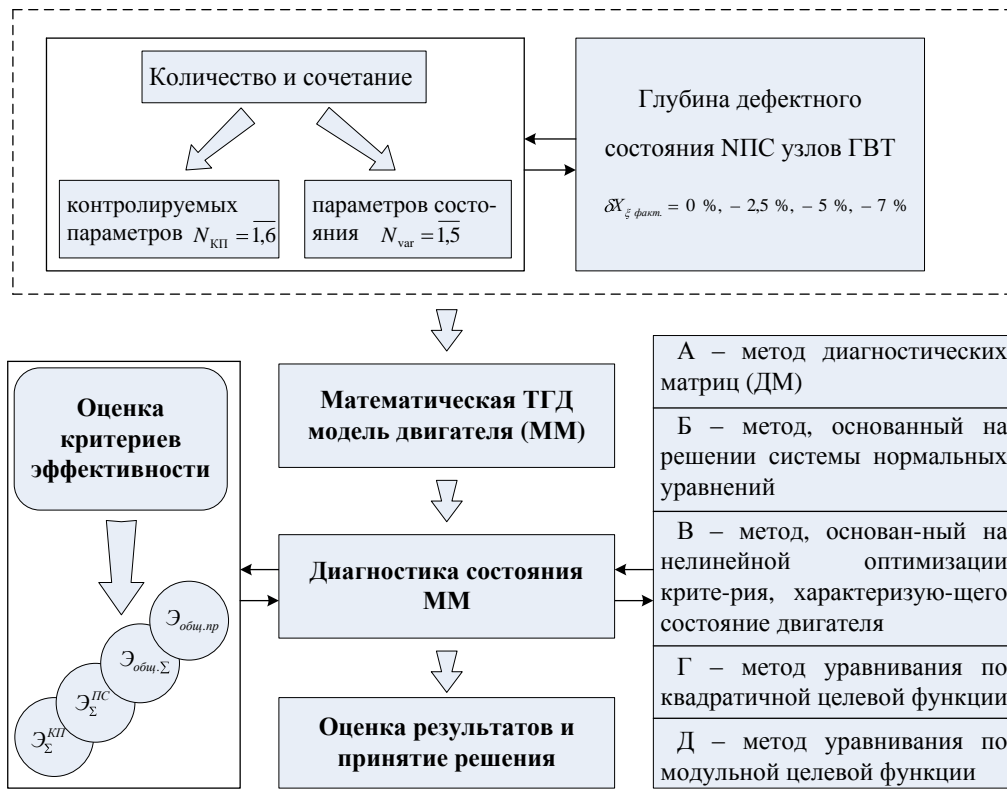 Количество и сочетание
контролируемых
параметров N_КП = 1,6
параметров состо-
яния N_var = 1,5
Глубина дефектного
состояния NПС узлов ГВТ
δX_ξ факт. = 0 %, – 2,5 %, – 5 %, – 7 %
Оценка
критериев
эффективности
Э_общ.пр
Э_общ.Σ
Э_Σ^ПС
Э_Σ^КП
Математическая ТГД
модель двигателя (ММ)
Диагностика состояния
ММ
Оценка результатов и
принятие решения
А – метод диагностических
матриц (ДМ)
Б – метод, основанный на
решении системы нормальных
уравнений
В – метод, основан-ный на
нелинейной оптимизации
крите-рия, характеризую-щего
состояние двигателя
Г – метод уравнивания по
квадратичной целевой функции
Д – метод уравнивания по
модульной целевой функции